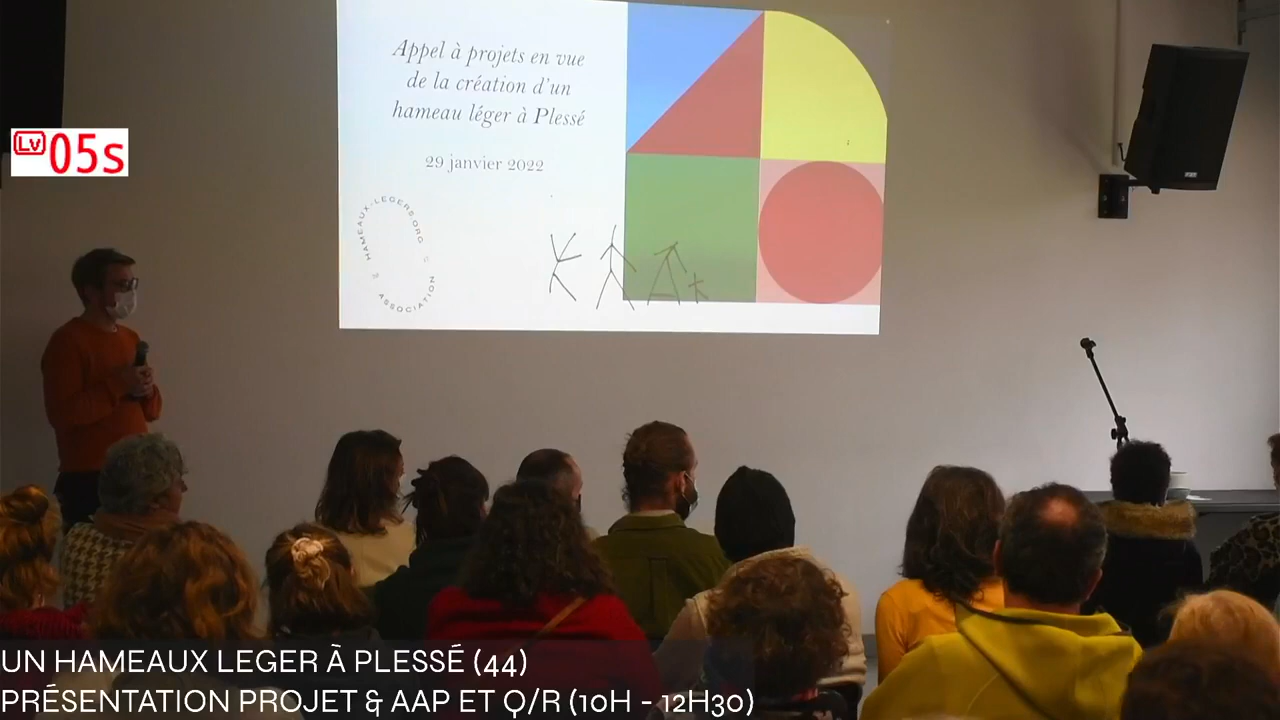 Appel à projets en vue
de la création d'un
hameau léger à Plessé
29 janvier 2022
Lv 05s
HAMEAUX-LEGERS.ORG
ASSOCIATION
UN HAMEAUX LEGER À PLESSÉ (44)
PRÉSENTATION PROJET & AAP ET Q/R (10H - 12H30)